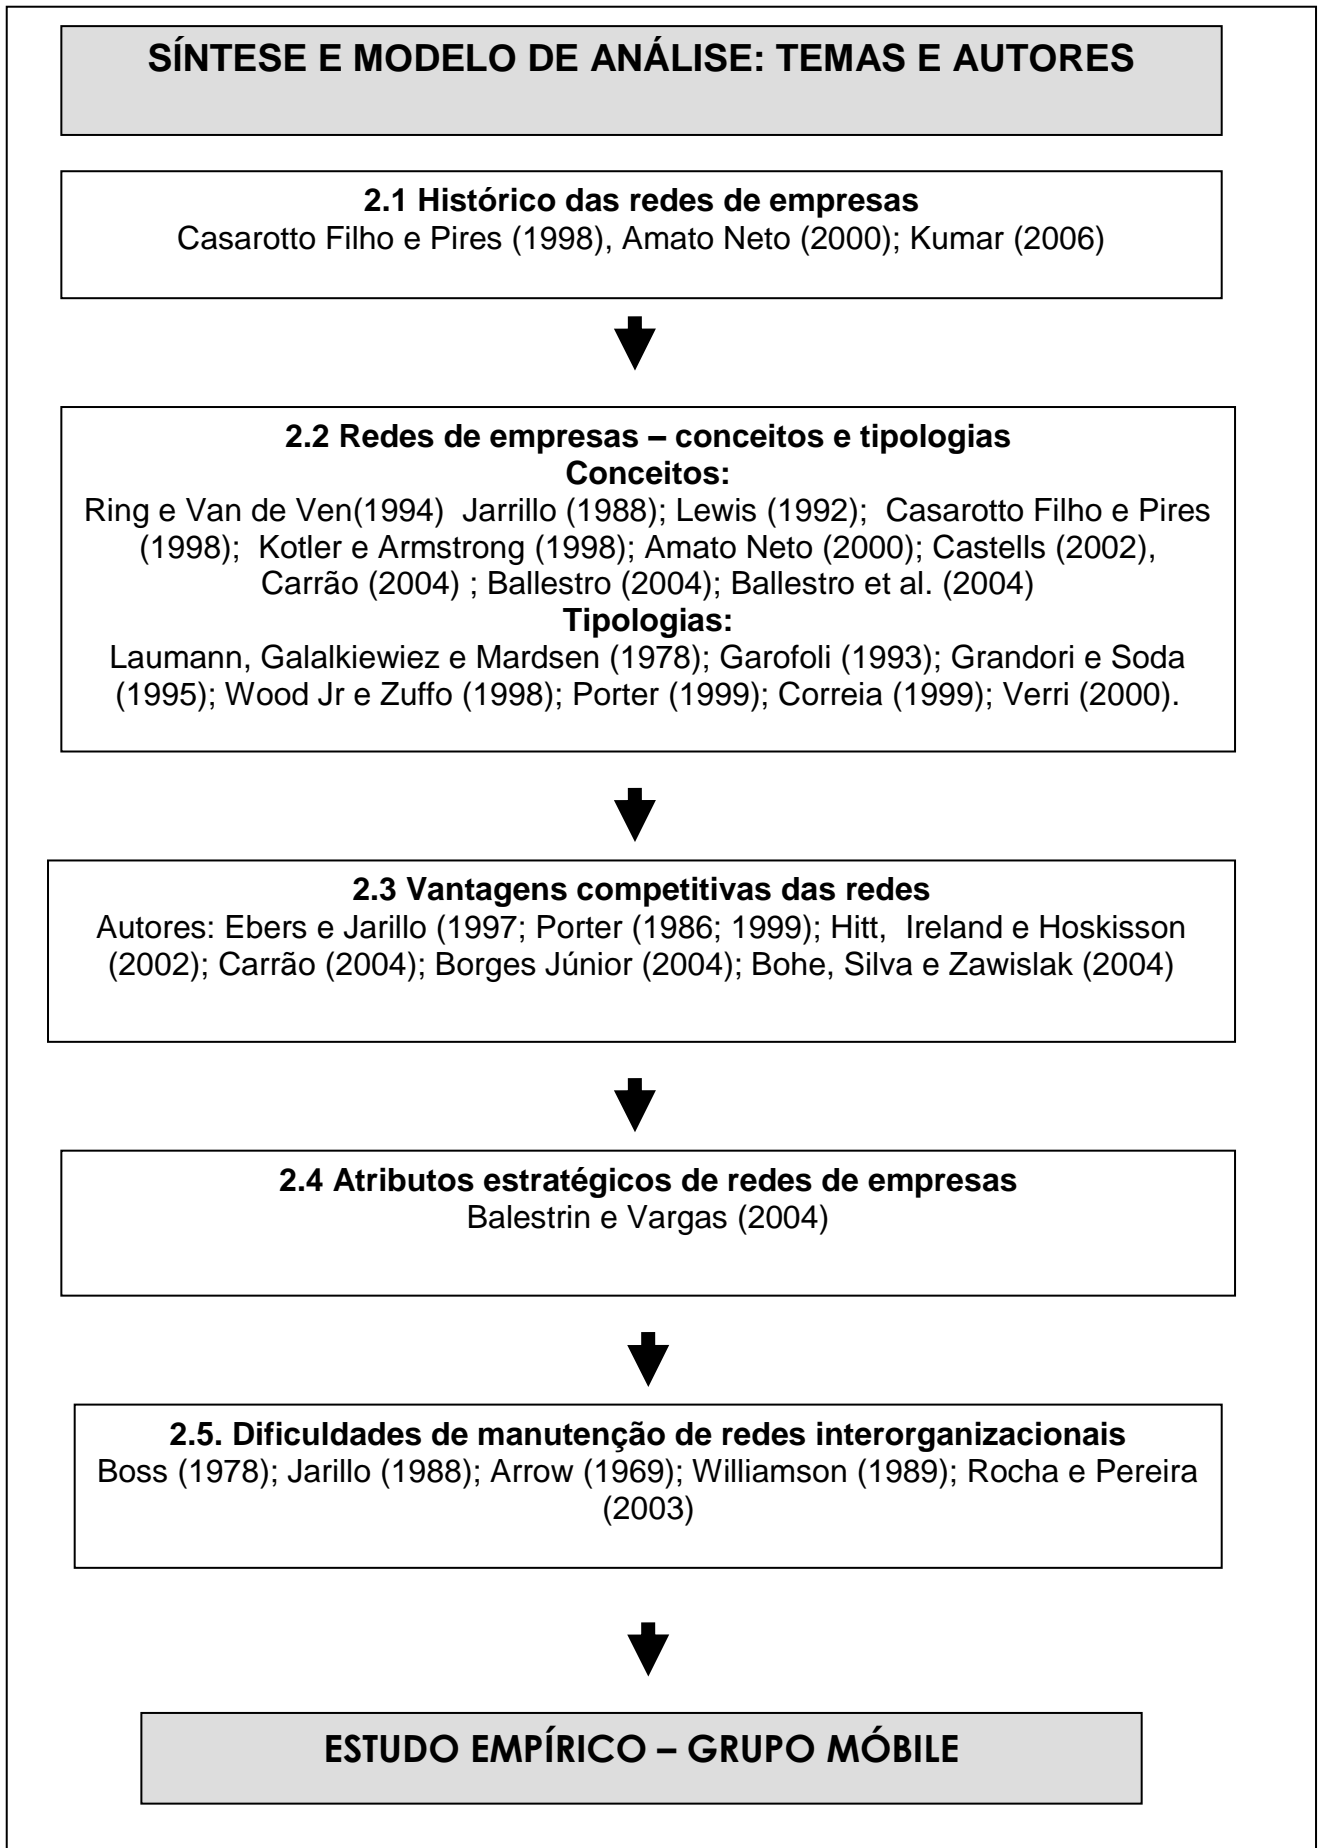 SÍNTESE E MODELO DE ANÁLISE: TEMAS E AUTORES
2.1 Histórico das redes de empresas
Casarotto Filho e Pires (1998), Amato Neto (2000); Kumar (2006)
2.2 Redes de empresas – conceitos e tipologias
Conceitos:
Ring e Van de Ven(1994)  Jarrillo (1988); Lewis (1992);  Casarotto Filho e Pires
(1998);  Kotler e Armstrong (1998); Amato Neto (2000); Castells (2002),
Carrão (2004) ; Ballestro (2004); Ballestro et al. (2004)
Tipologias:
Laumann, Galalkiewiez e Mardsen (1978); Garofoli (1993); Grandori e Soda
(1995); Wood Jr e Zuffo (1998); Porter (1999); Correia (1999); Verri (2000).
2.3 Vantagens competitivas das redes
Autores: Ebers e Jarillo (1997; Porter (1986; 1999); Hitt,  Ireland e Hoskisson
(2002); Carrão (2004); Borges Júnior (2004); Bohe, Silva e Zawislak (2004)
2.4 Atributos estratégicos de redes de empresas
Balestrin e Vargas (2004)
2.5. Dificuldades de manutenção de redes interorganizacionais
Boss (1978); Jarillo (1988); Arrow (1969); Williamson (1989); Rocha e Pereira
(2003)
ESTUDO EMPÍRICO – GRUPO MÓBILE